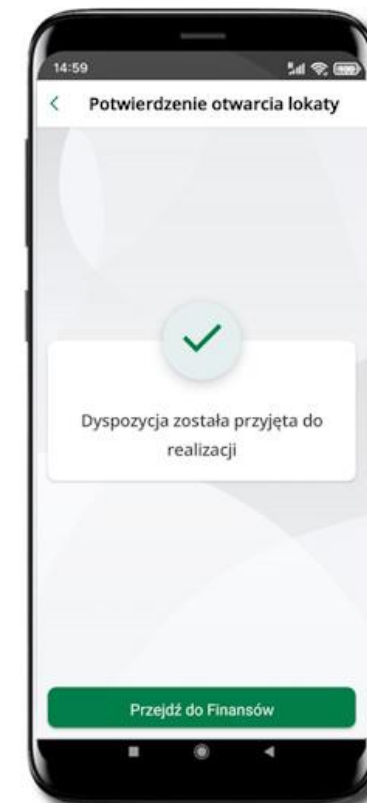 14:59
Potwierdzenie otwarcia lokaty
Dyspozycja została przyjęta do
realizacji
Przejdź do Finansów